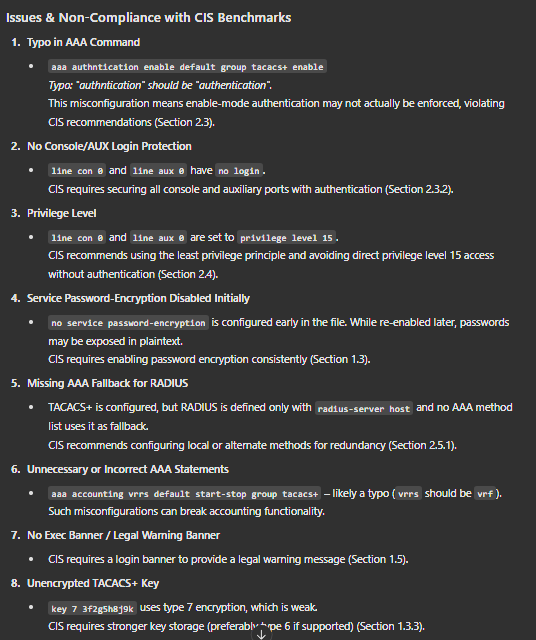 Issues & Non-Compliance with CIS Benchmarks
1. Typo in AAA Command
• aaa authntication enable default group tacacs+ enable
Typo: "authntication" should be "authentication".
This misconfiguration means enable-mode authentication may not actually be enforced, violating
CIS recommendations (Section 2.3).
2. No Console/AUX Login Protection
• line con 0 and line aux 0 have no login.
CIS requires securing all console and auxiliary ports with authentication (Section 2.3.2).
3. Privilege Level
• line con 0 and line aux 0 are set to privilege level 15.
CIS recommends using the least privilege principle and avoiding direct privilege level 15 access
without authentication (Section 2.4).
4. Service Password-Encryption Disabled Initially
• no service password-encryption is configured early in the file. While re-enabled later, passwords
may be exposed in plaintext.
CIS requires enabling password encryption consistently (Section 1.3).
5. Missing AAA Fallback for RADIUS
• TACACS+ is configured, but RADIUS is defined only with radius-server host and no AAA method
list uses it as fallback.
CIS recommends configuring local or alternate methods for redundancy (Section 2.5.1).
6. Unnecessary or Incorrect AAA Statements
• aaa accounting vrrs default start-stop group tacacs+ – likely a typo (vrrs should be vrf).
Such misconfigurations can break accounting functionality.
7. No Exec Banner / Legal Warning Banner
• CIS requires a login banner to provide a legal warning message (Section 1.5).
8. Unencrypted TACACS+ Key
• key 7 3f2g5h8j9k uses type 7 encryption, which is weak.
CIS requires stronger key storage (preferably type 6 if supported) (Section 1.3.3).